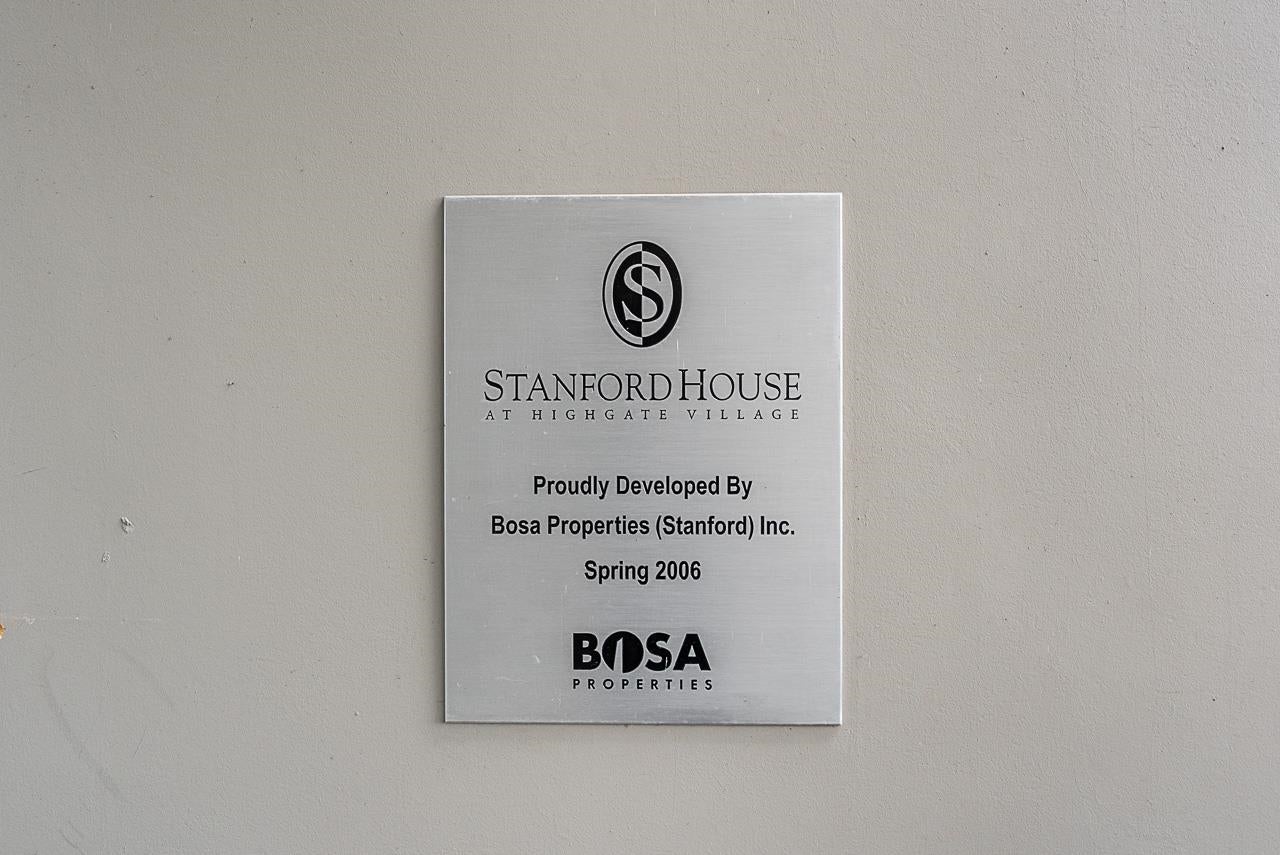 S
STANFORD HOUSE
AT HIGHGATE VILLAGE
Proudly Developed By
Bosa Properties (Stanford) Inc.
Spring 2006
BOSA
PROPERTIES